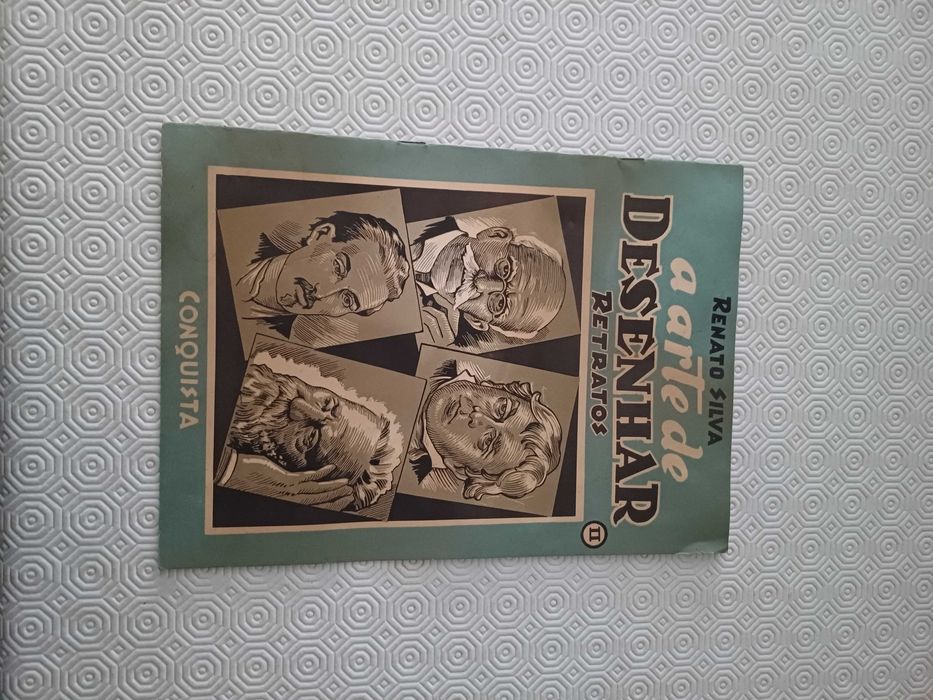 RENATO SILVA
a arte de
DESENHAR
RETRATOS
II
CONQUISTA